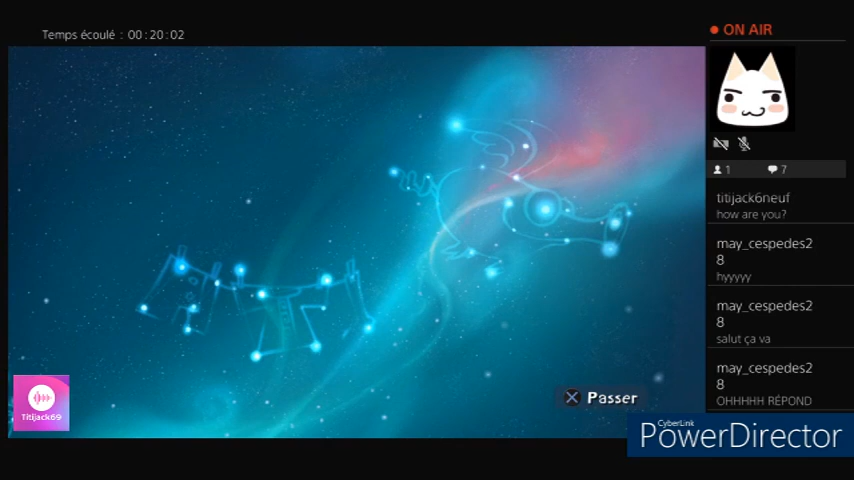 Temps écoulé : 00:20:02
ON AIR
1 7
titijack6neuf
how are you?
may_cespedes2
8
hyyyyy
may_cespedes2
8
salut ça va
may_cespedes2
8
OHHHHH RÉPOND
Passer
Titijack69
CyberLink
PowerDirector